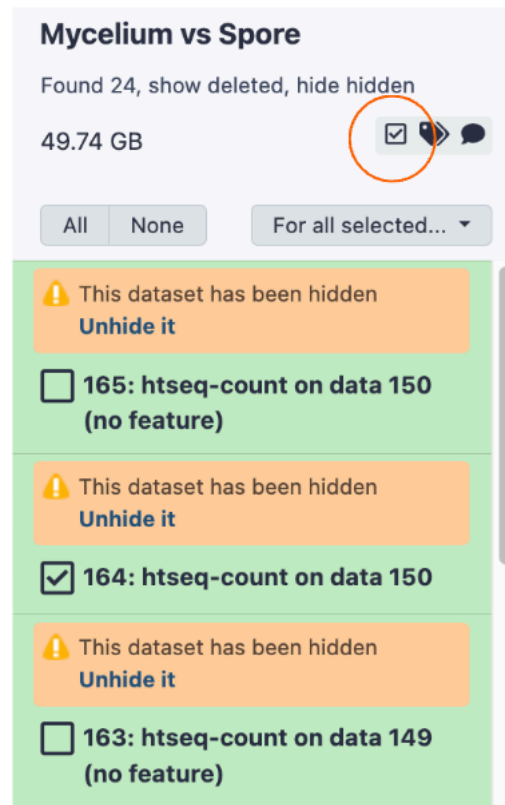 Mycelium vs Spore
Found 24, show deleted, hide hidden
49.74 GB
All None For all selected...
This dataset has been hidden
Unhide it
165: htseq-count on data 150
(no feature)
This dataset has been hidden
Unhide it
164: htseq-count on data 150
This dataset has been hidden
Unhide it
163: htseq-count on data 149
(no feature)